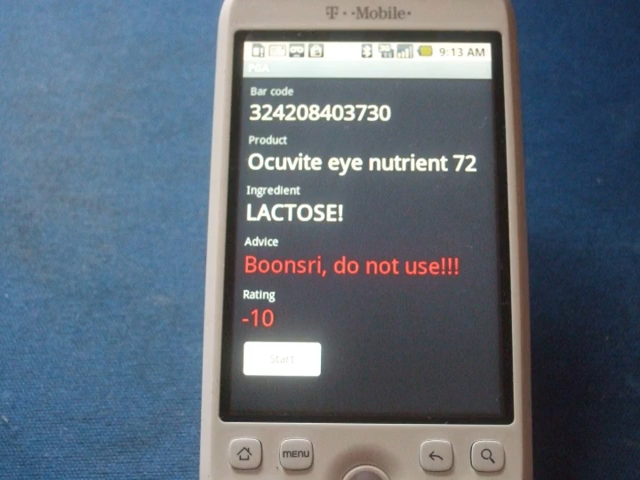 T··Mobile·
9:13 AM
Bar code
324208403730
Product
Ocuvite eye nutrient 72
Ingredient
LACTOSE!
Advice
Boonsri, do not use!!!
Rating
-10
Start
MENU